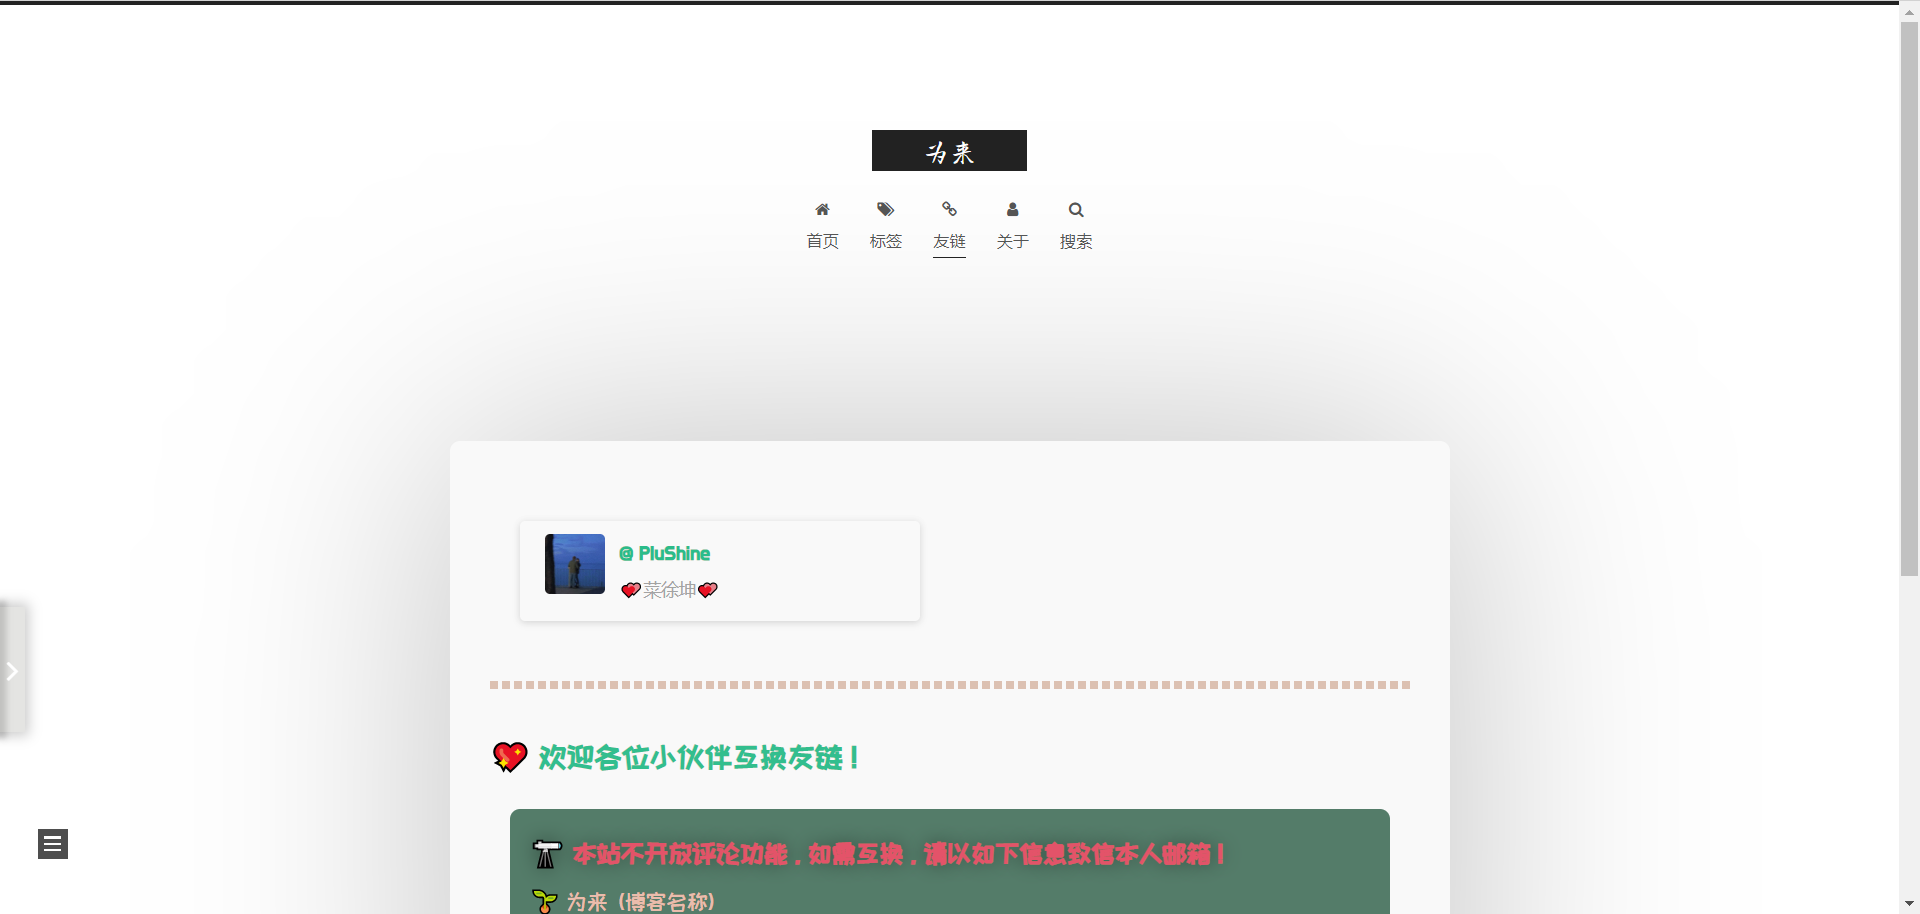 为来
首页 标签 友链 关于 搜索
@ PluShine
菜徐坤
欢迎各位小伙伴互换友链！
本站不开放评论功能，如需互换，请以如下信息致信本人邮箱！
为来（博客名称）